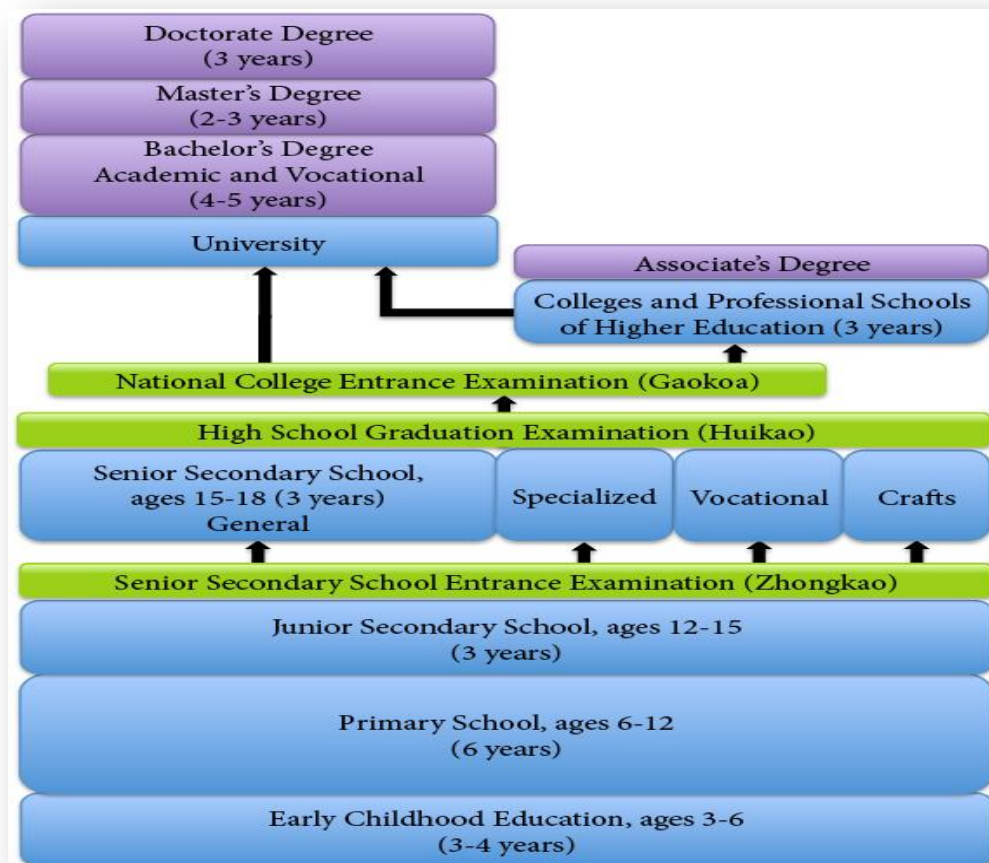 Doctorate Degree
(3 years)
Master's Degree
(2-3 years)
Bachelor's Degree
Academic and Vocational
(4-5 years)
University
Associate's Degree
Colleges and Professional Schools
of Higher Education (3 years)
National College Entrance Examination (Gaokoa)
High School Graduation Examination (Huikao)
Senior Secondary School,
ages 15-18 (3 years)
General
Specialized
Vocational
Crafts
Senior Secondary School Entrance Examination (Zhongkao)
Junior Secondary School, ages 12-15
(3 years)
Primary School, ages 6-12
(6 years)
Early Childhood Education, ages 3-6
(3-4 years)